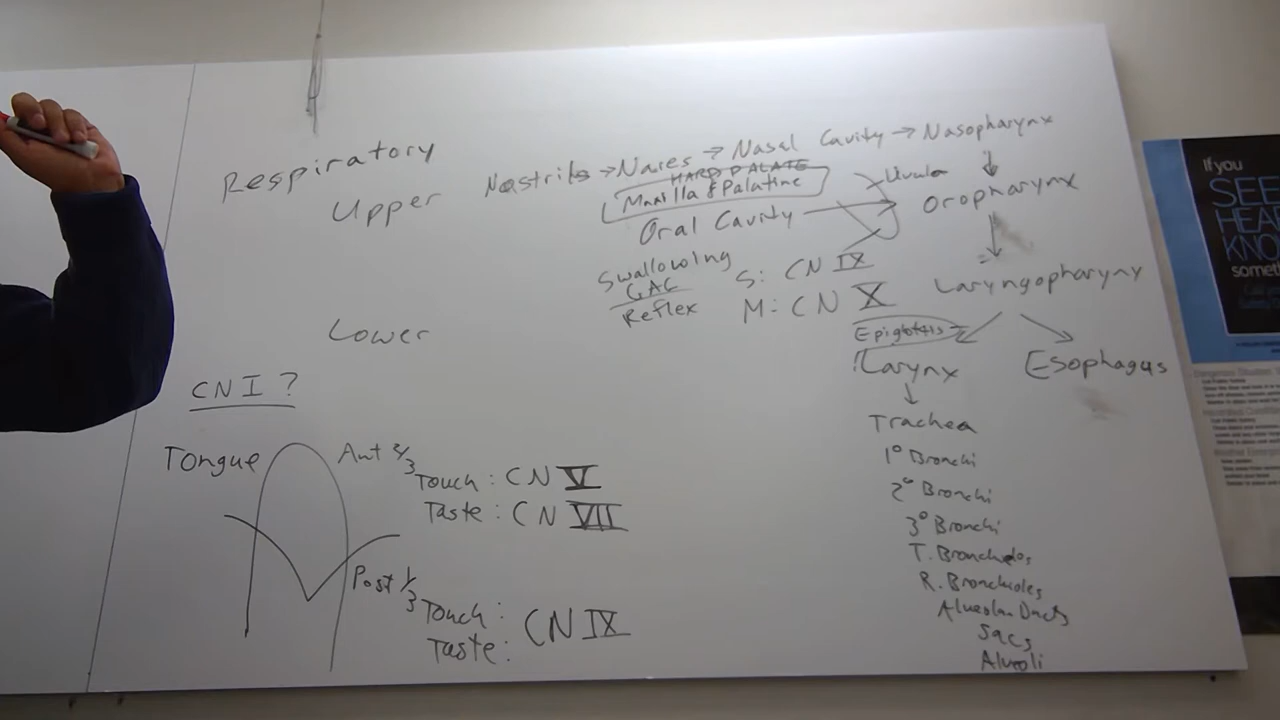 Respiratory
Upper
Nostrils → Nares → Nasal Cavity → Nasopharynx
HARD PALATE
Maxilla & Palatine
Uvula
Oral Cavity
Oropharynx
Swallowing
GAG
Reflex
S: CN IX
M: CN X
Laryngopharynx
Lower
Epiglottis
Larynx
Esophagus
Trachea
1° Bronchi
2° Bronchi
3° Bronchi
T. Bronchioles
R. Bronchioles
Alveolar Ducts
Sacs
Alveoli
CN I ?
Tongue
Ant 2/3
Touch: CN V
Taste: CN VII
Post 1/3
Touch:
Taste:
CN IX
If you
SEE
HEA
KNO
someth